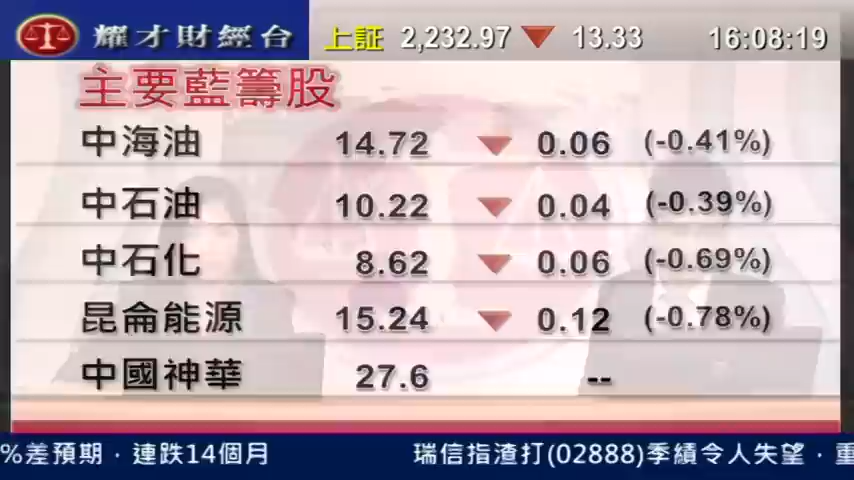 耀才財經台 上証 2,232.97 ▼ 13.33 16:08:19
主要藍籌股
中海油 14.72 ▼ 0.06 (-0.41%)
中石油 10.22 ▼ 0.04 (-0.39%)
中石化 8.62 ▼ 0.06 (-0.69%)
昆侖能源 15.24 ▼ 0.12 (-0.78%)
中國神華 27.6 --
%差預期，連跌14個月 瑞信指渣打(02888)季績令人失望，重